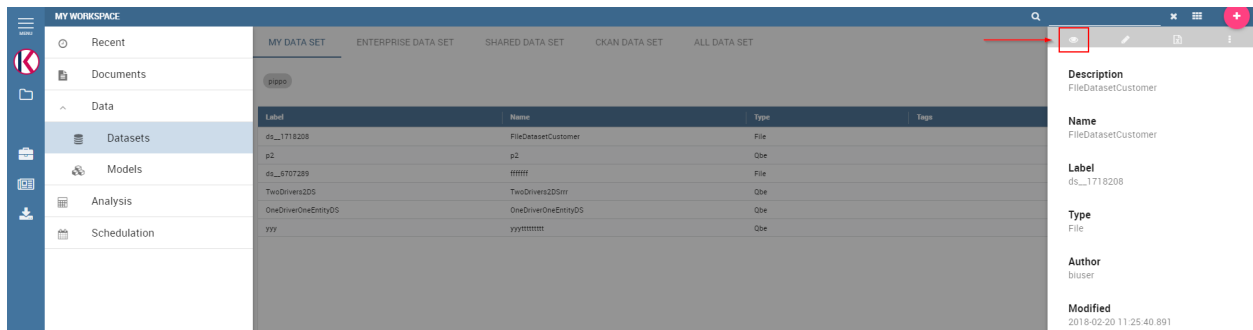 MY WORKSPACE
MENU
Recent
Documents
Data
Datasets
Models
Analysis
Schedulation
MY DATA SET ENTERPRISE DATA SET SHARED DATA SET CKAN DATA SET ALL DATA SET
pippo
Label Name Type Tags
ds__1718208 FileDatasetCustomer File
p2 p2 Qbe
ds__6707289 fffffff File
TwoDrivers2DS TwoDrivers2DSrrr Qbe
OneDriverOneEntityDS OneDriverOneEntityDS Qbe
yyy yyyttttttttt Qbe
Description
FileDatasetCustomer
Name
FileDatasetCustomer
Label
ds__1718208
Type
File
Author
biuser
Modified
2018-02-20 11:25:40.891